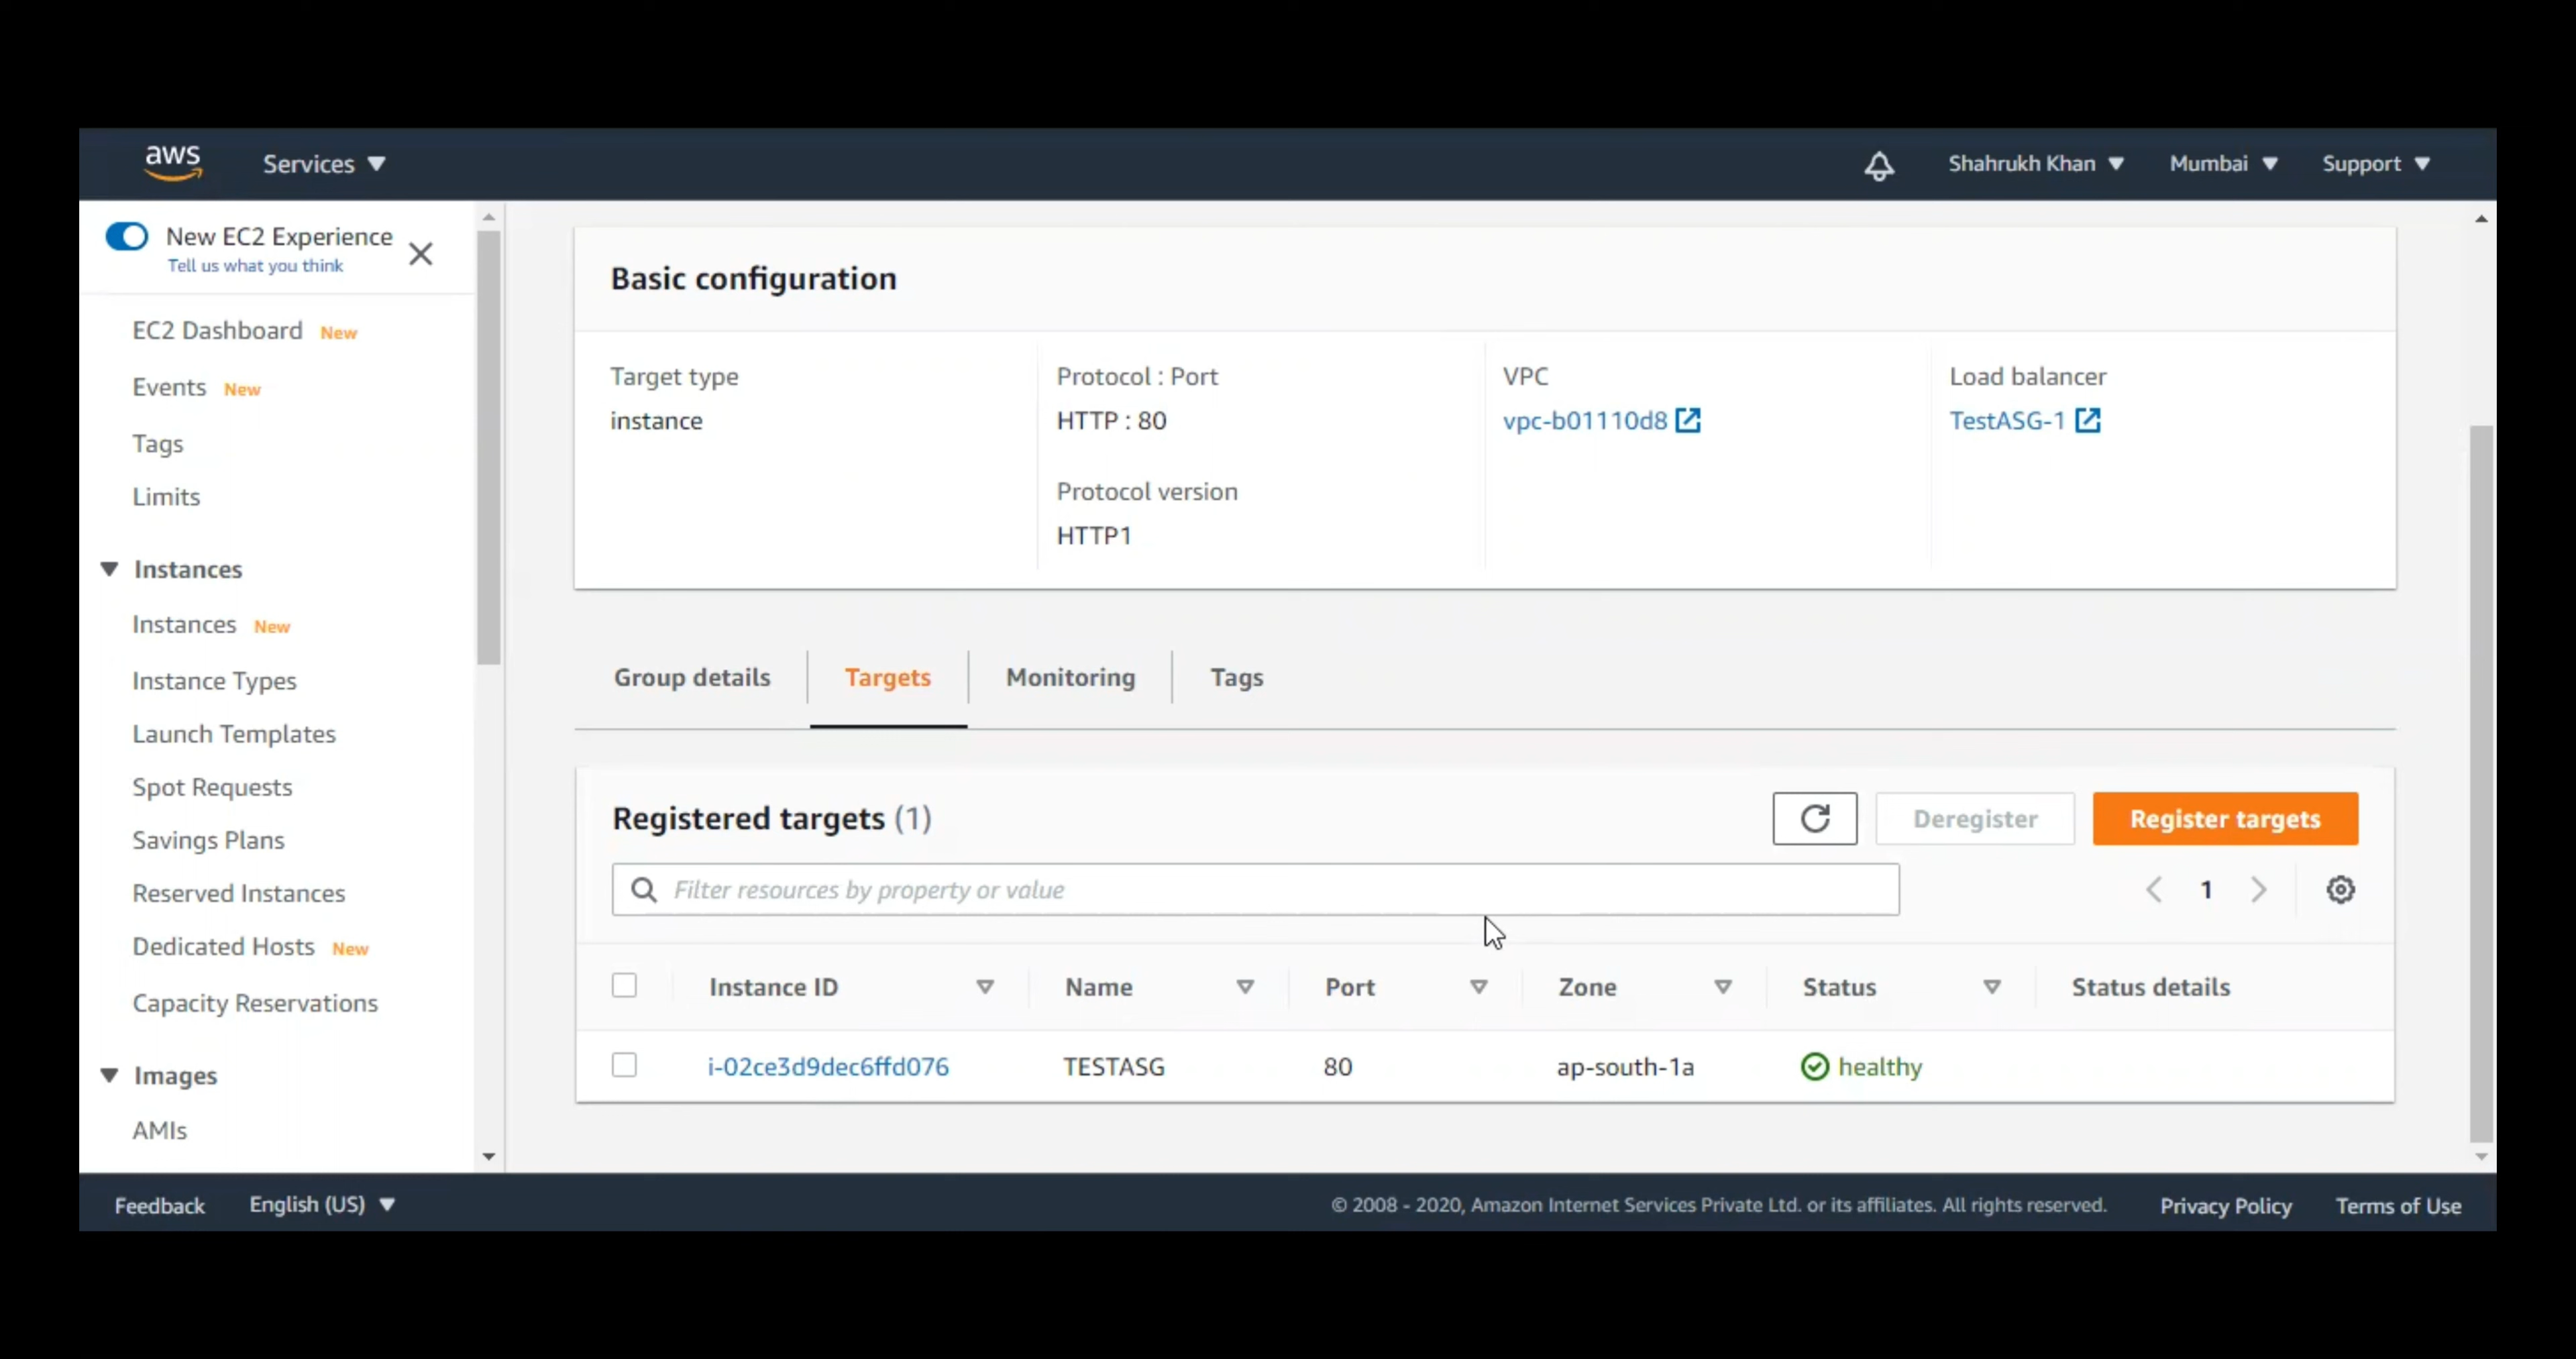 aws Services Shahrukh Khan Mumbai Support
New EC2 Experience
Tell us what you think
EC2 Dashboard New
Events New
Tags
Limits
Instances
Instances New
Instance Types
Launch Templates
Spot Requests
Savings Plans
Reserved Instances
Dedicated Hosts New
Capacity Reservations
Images
AMIs
Basic configuration
Target type
instance
Protocol : Port
HTTP : 80
Protocol version
HTTP1
VPC
vpc-b01110d8
Load balancer
TestASG-1
Group details Targets Monitoring Tags
Registered targets (1) Deregister Register targets
Filter resources by property or value 1
Instance ID Name Port Zone Status Status details
i-02ce3d9dec6ffd076 TESTASG 80 ap-south-1a healthy
Feedback English (US) © 2008 - 2020, Amazon Internet Services Private Ltd. or its affiliates. All rights reserved. Privacy Policy Terms of Use